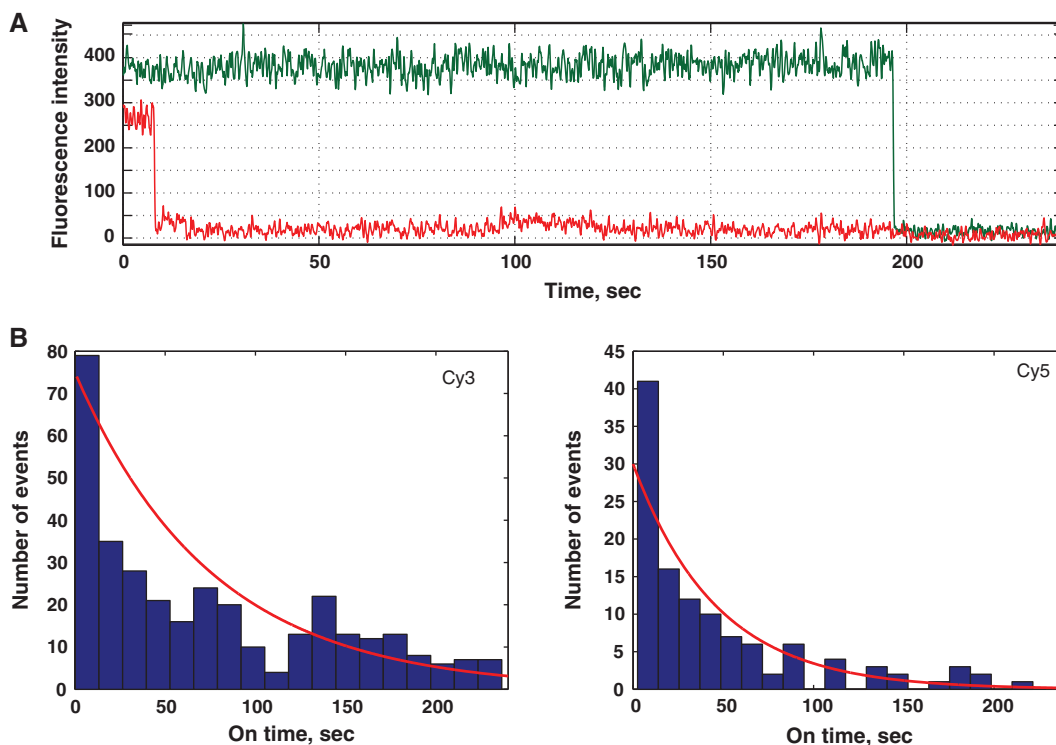 A
Fluorescence intensity
400
300
200
100
0
0 50 100 150 200
Time, sec
B
Cy3
Number of events
80
70
60
50
40
30
20
10
0
0 50 100 150 200
On time, sec
Cy5
Number of events
45
40
35
30
25
20
15
10
5
0
0 50 100 150 200
On time, sec